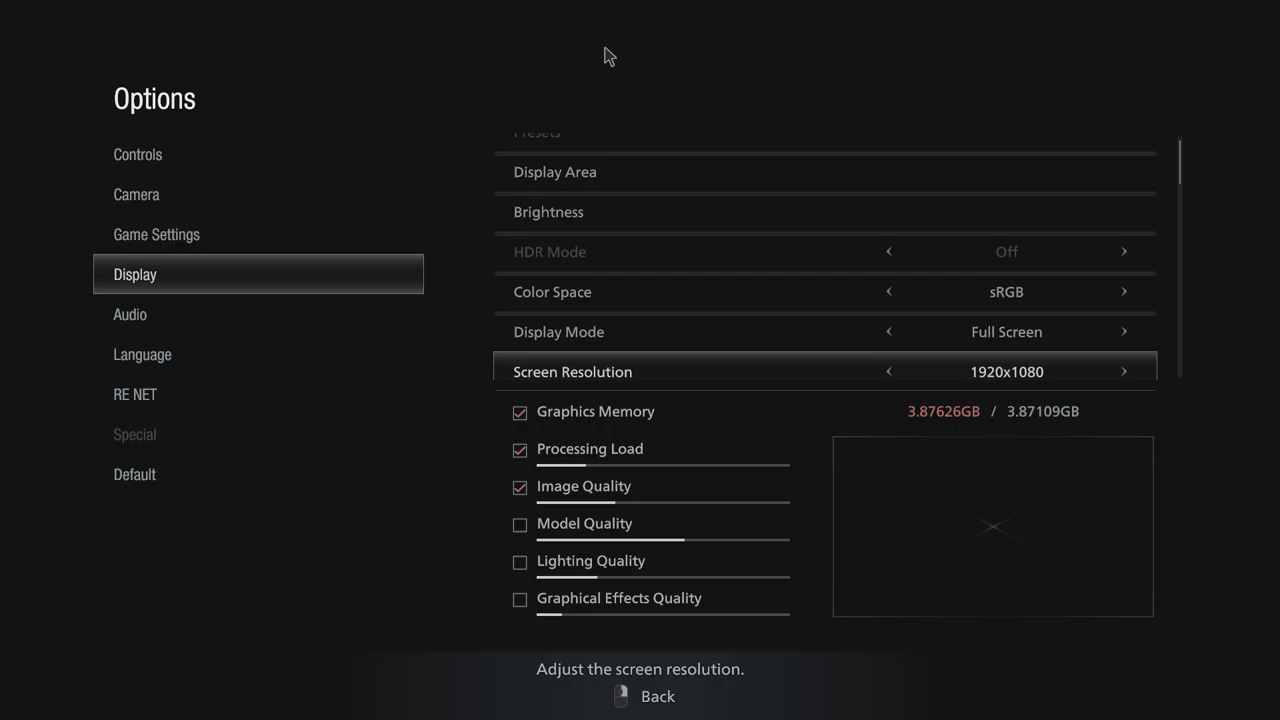 Options
Controls
Camera
Game Settings
Display
Audio
Language
RE NET
Special
Default
Presets
Display Area
Brightness
HDR Mode Off
Color Space sRGB
Display Mode Full Screen
Screen Resolution 1920x1080
Graphics Memory 3.87626GB / 3.87109GB
Processing Load
Image Quality
Model Quality
Lighting Quality
Graphical Effects Quality
Adjust the screen resolution.
Back